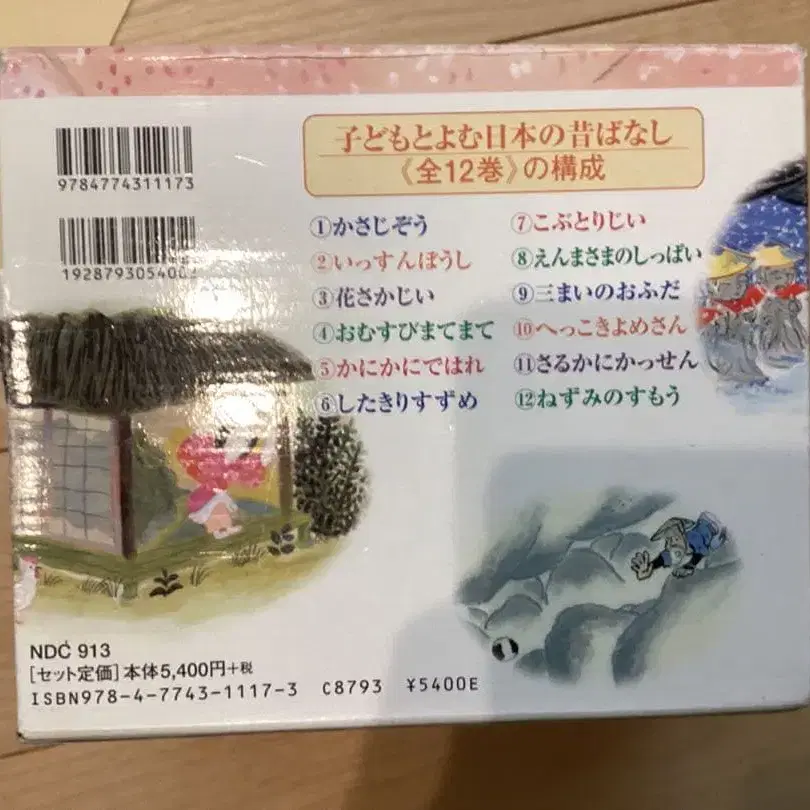 9784774311173
子どもとよむ日本の昔ばなし
《全12巻》の構成
①かさじぞう
②いっすんぼうし
③花さかじい
④おむすびまてまて
⑤かにかにではれ
⑥したきりすずめ
⑦こぶとりじい
⑧えんまさまのしっぱい
⑨三まいのおふだ
⑩へっこきよめさん
⑪さるかにかっせん
⑫ねずみのすもう
NDC 913
[セット定価]本体5,400円+税
ISBN978-4-7743-1117-3 C8793 ¥5400E